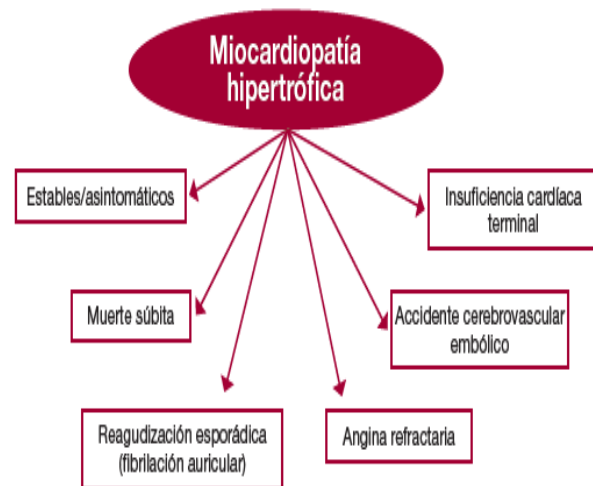 Miocardiopatía
hipertrófica
Estables/asintomáticos
Insuficiencia cardíaca
terminal
Muerte súbita
Accidente cerebrovascular
embólico
Reagudización esporádica
(fibrilación auricular)
Angina refractaria